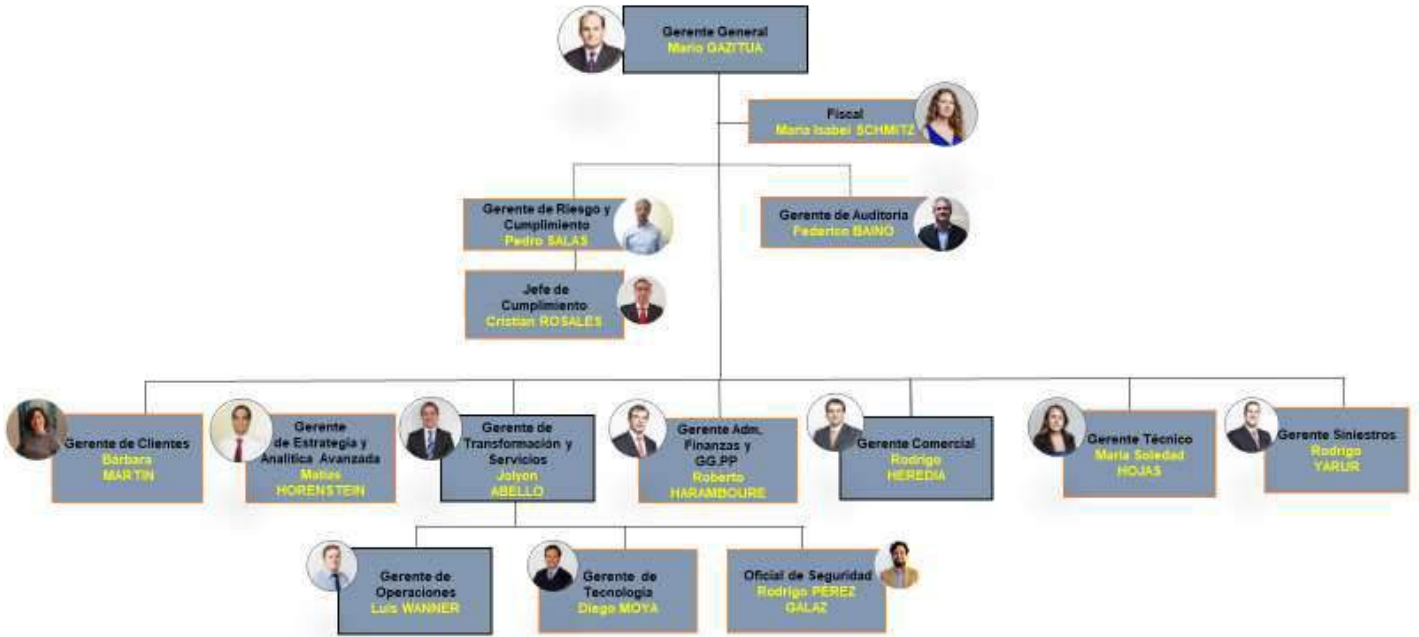 Gerente General
Mario GAZITUA
Fiscal
Maria Isabel SCHMITZ
Gerente de Riesgo y
Cumplimiento
Pedro SALAS
Gerente de Auditoria
Federico BAINO
Jefe de
Cumplimiento
Cristian ROSALES
Gerente de Clientes
Bárbara
MARTIN
Gerente
de Estrategia y
Analítica Avanzada
Matias
HORENSTEIN
Gerente de
Transformación y
Servicios
Jolyon
ABELLO
Gerente Adm.
Finanzas y
GG.PP
Roberto
HARAMBOURE
Gerente Comercial
Rodrigo
HEREDIA
Gerente Técnico
María Soledad
HOJAS
Gerente Siniestros
Rodrigo
YARUR
Gerente de
Operaciones
Luis WANNER
Gerente de
Tecnología
Diego MOYA
Oficial de Seguridad
Rodrigo PÉREZ
GALAZ